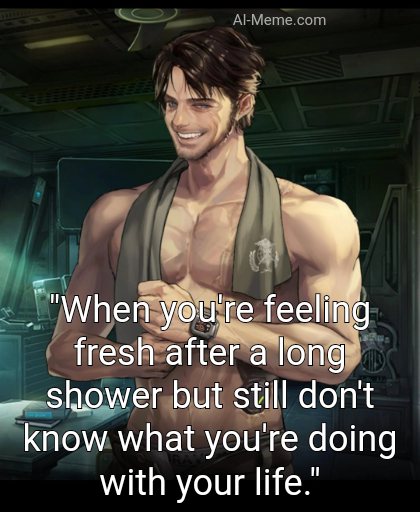 AI-Meme.com
"When you're feeling
fresh after a long
shower but still don't
know what you're doing
with your life."